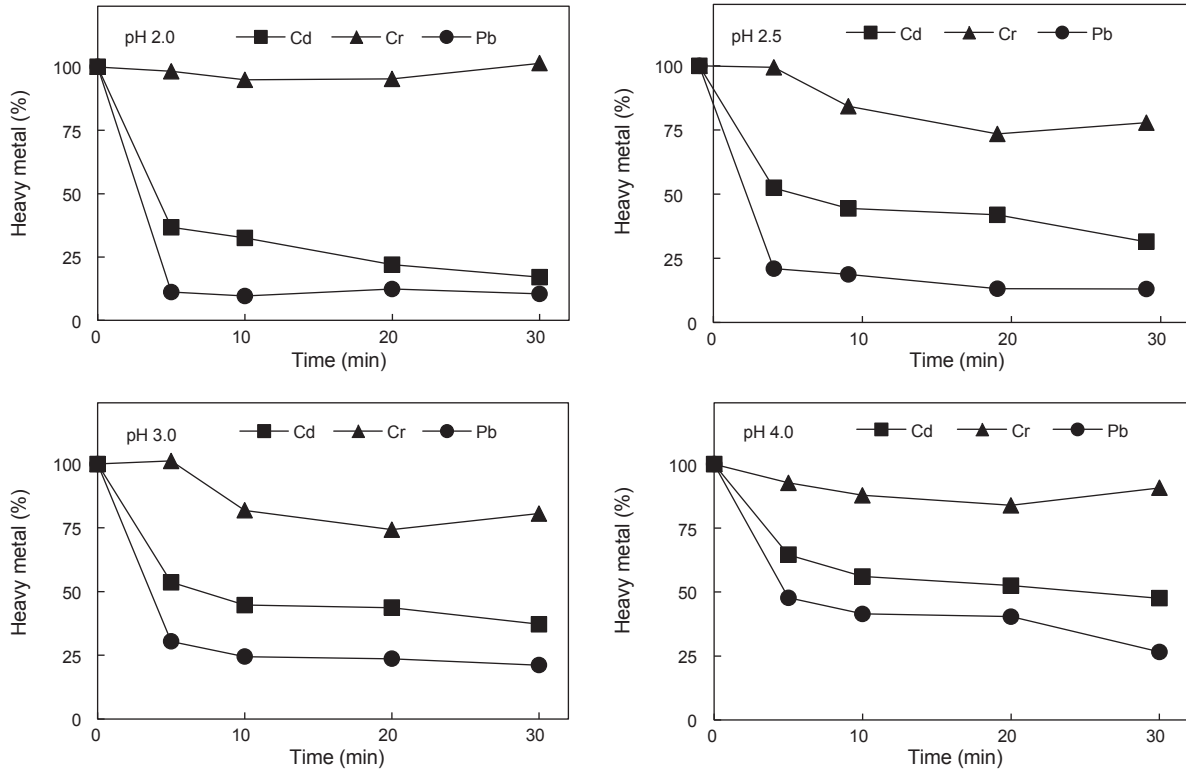 pH 2.0 Cd Cr Pb
100
75
50
25
0
0 10 20 30
Time (min)
Heavy metal (%)
pH 2.5 Cd Cr Pb
100
75
50
25
0
0 10 20 30
Time (min)
Heavy metal (%)
pH 3.0 Cd Cr Pb
100
75
50
25
0
0 10 20 30
Time (min)
Heavy metal (%)
pH 4.0 Cd Cr Pb
100
75
50
25
0
0 10 20 30
Time (min)
Heavy metal (%)